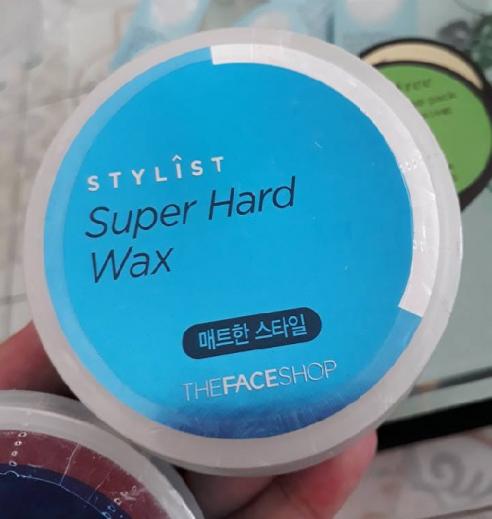 STYLÎST
Super Hard
Wax
매트한 스타일
THEFACESHOP